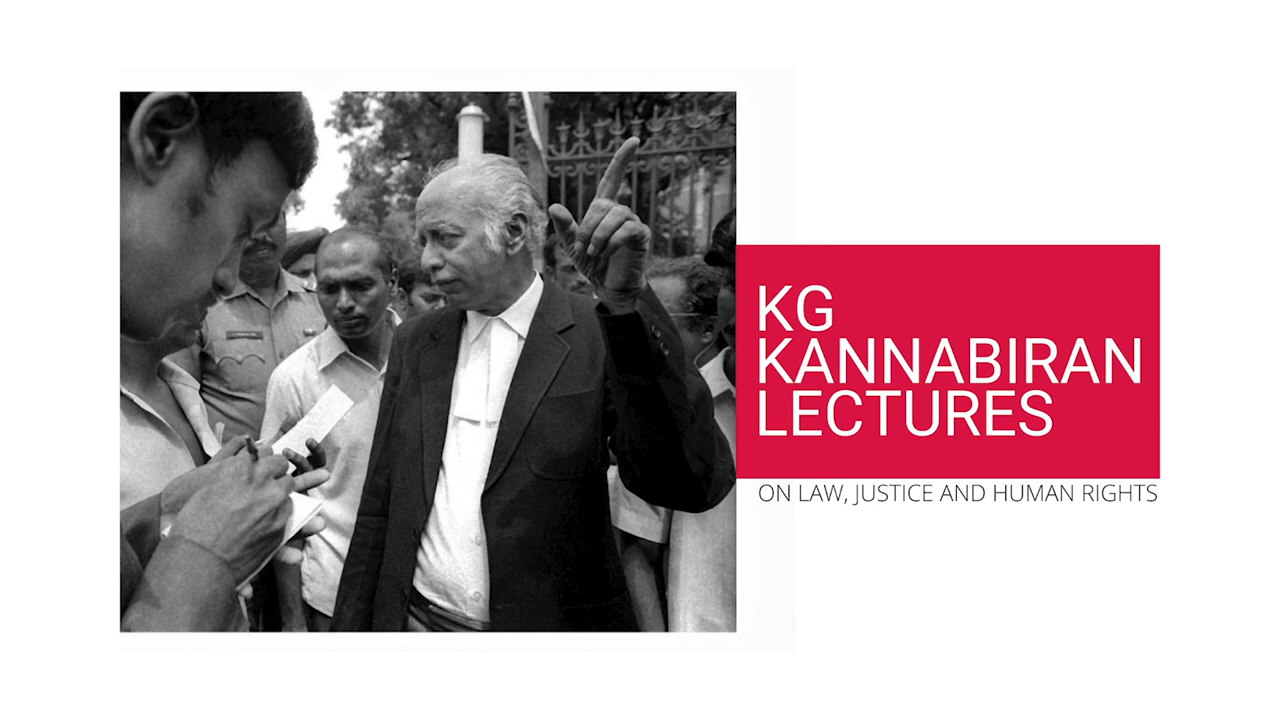 KG
KANNABIRAN
LECTURES
ON LAW, JUSTICE AND HUMAN RIGHTS